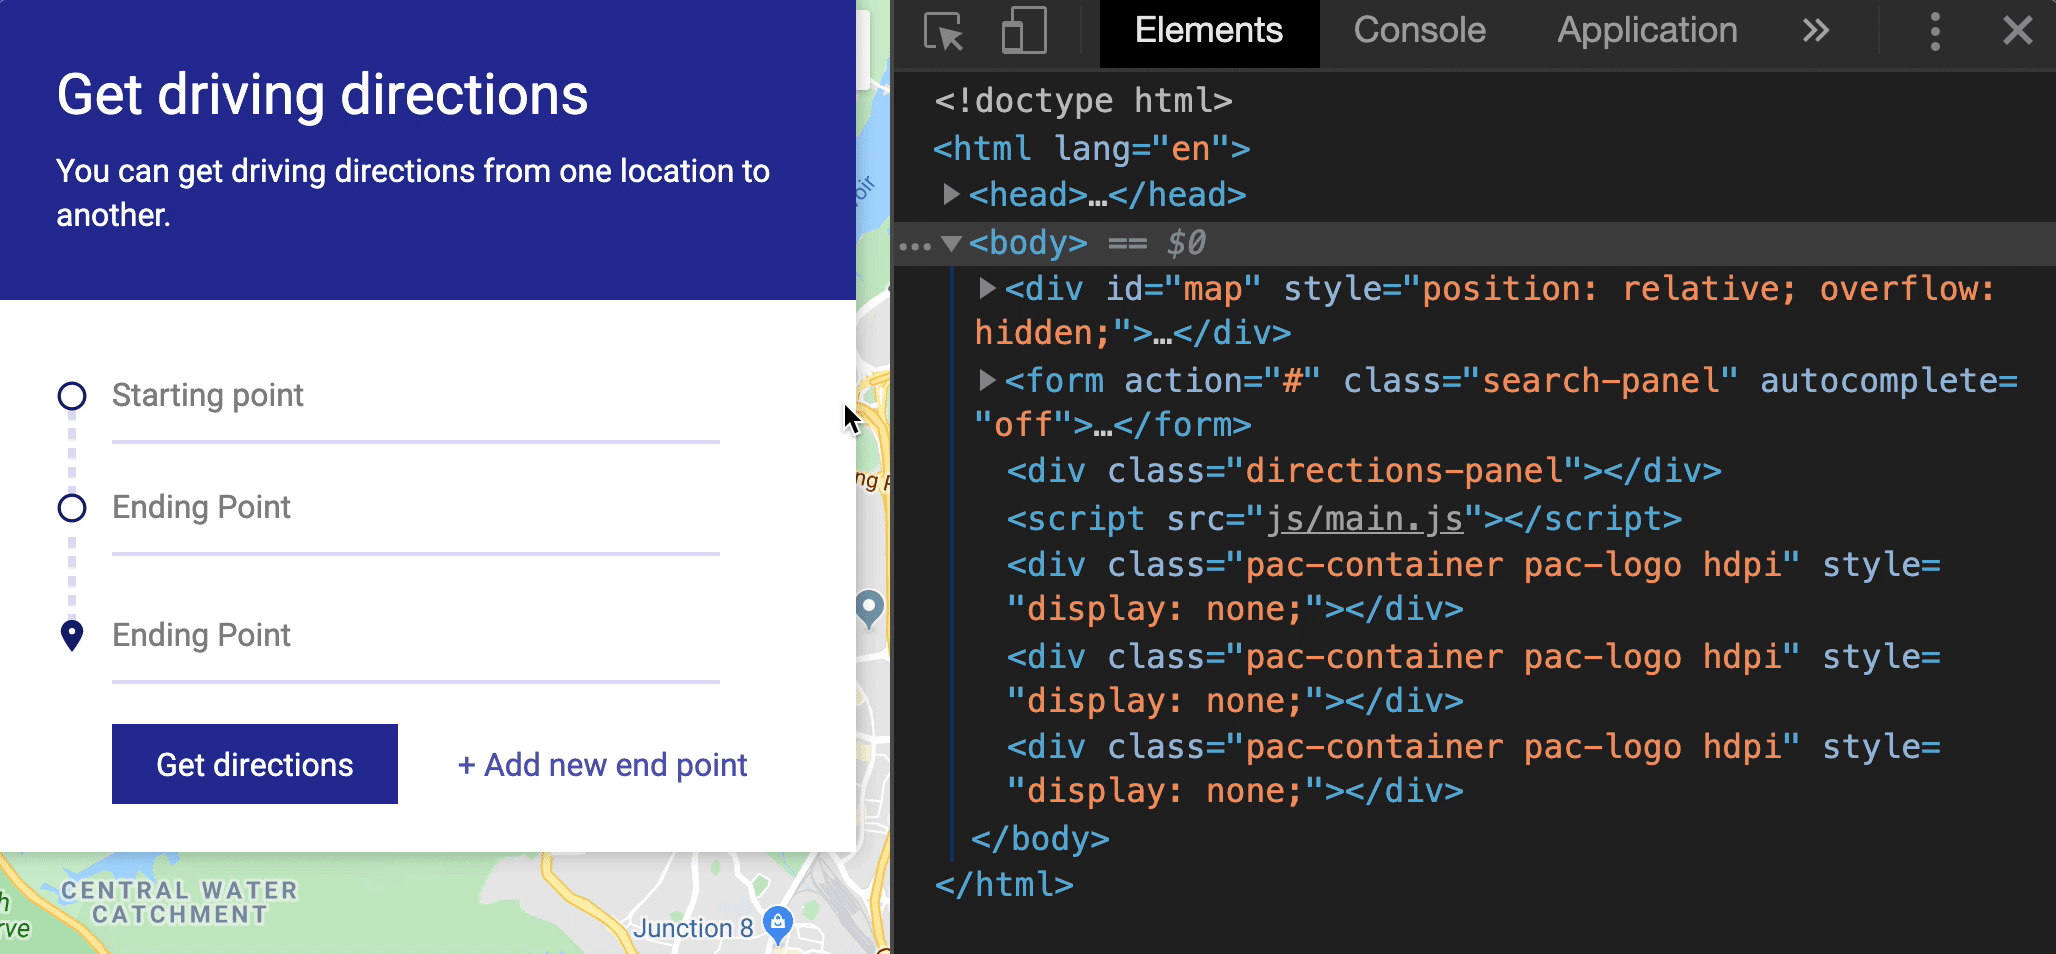 Get driving directions
You can get driving directions from one location to
another.
Starting point
Ending Point
Ending Point
Get directions
+ Add new end point
CENTRAL WATER
CATCHMENT
Junction 8
Elements
Console
Application
<!doctype html>
<html lang="en">
<head>…</head>
<body> == $0
<div id="map" style="position: relative; overflow:
hidden;">…</div>
<form action="#" class="search-panel" autocomplete=
"off">…</form>
<div class="directions-panel"></div>
<script src="js/main.js"></script>
<div class="pac-container pac-logo hdpi" style=
"display: none;"></div>
<div class="pac-container pac-logo hdpi" style=
"display: none;"></div>
<div class="pac-container pac-logo hdpi" style=
"display: none;"></div>
</body>
</html>